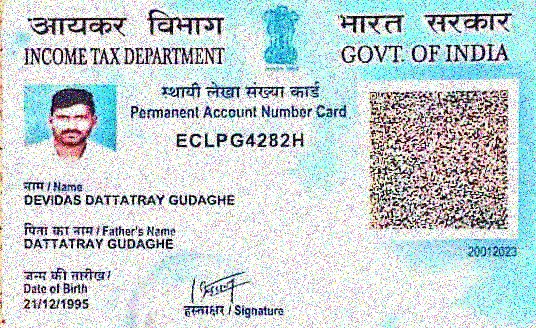 आयकर विभाग
INCOME TAX DEPARTMENT
भारत सरकार
GOVT. OF INDIA
स्थायी लेखा संख्या कार्ड
Permanent Account Number Card
ECLPG4282H
नाम / Name
DEVIDAS DATTATRAY GUDAGHE
पिता का नाम / Father's Name
DATTATRAY GUDAGHE
जन्म की तारीख /
Date of Birth
21/12/1995
हस्ताक्षर / Signature
20012023